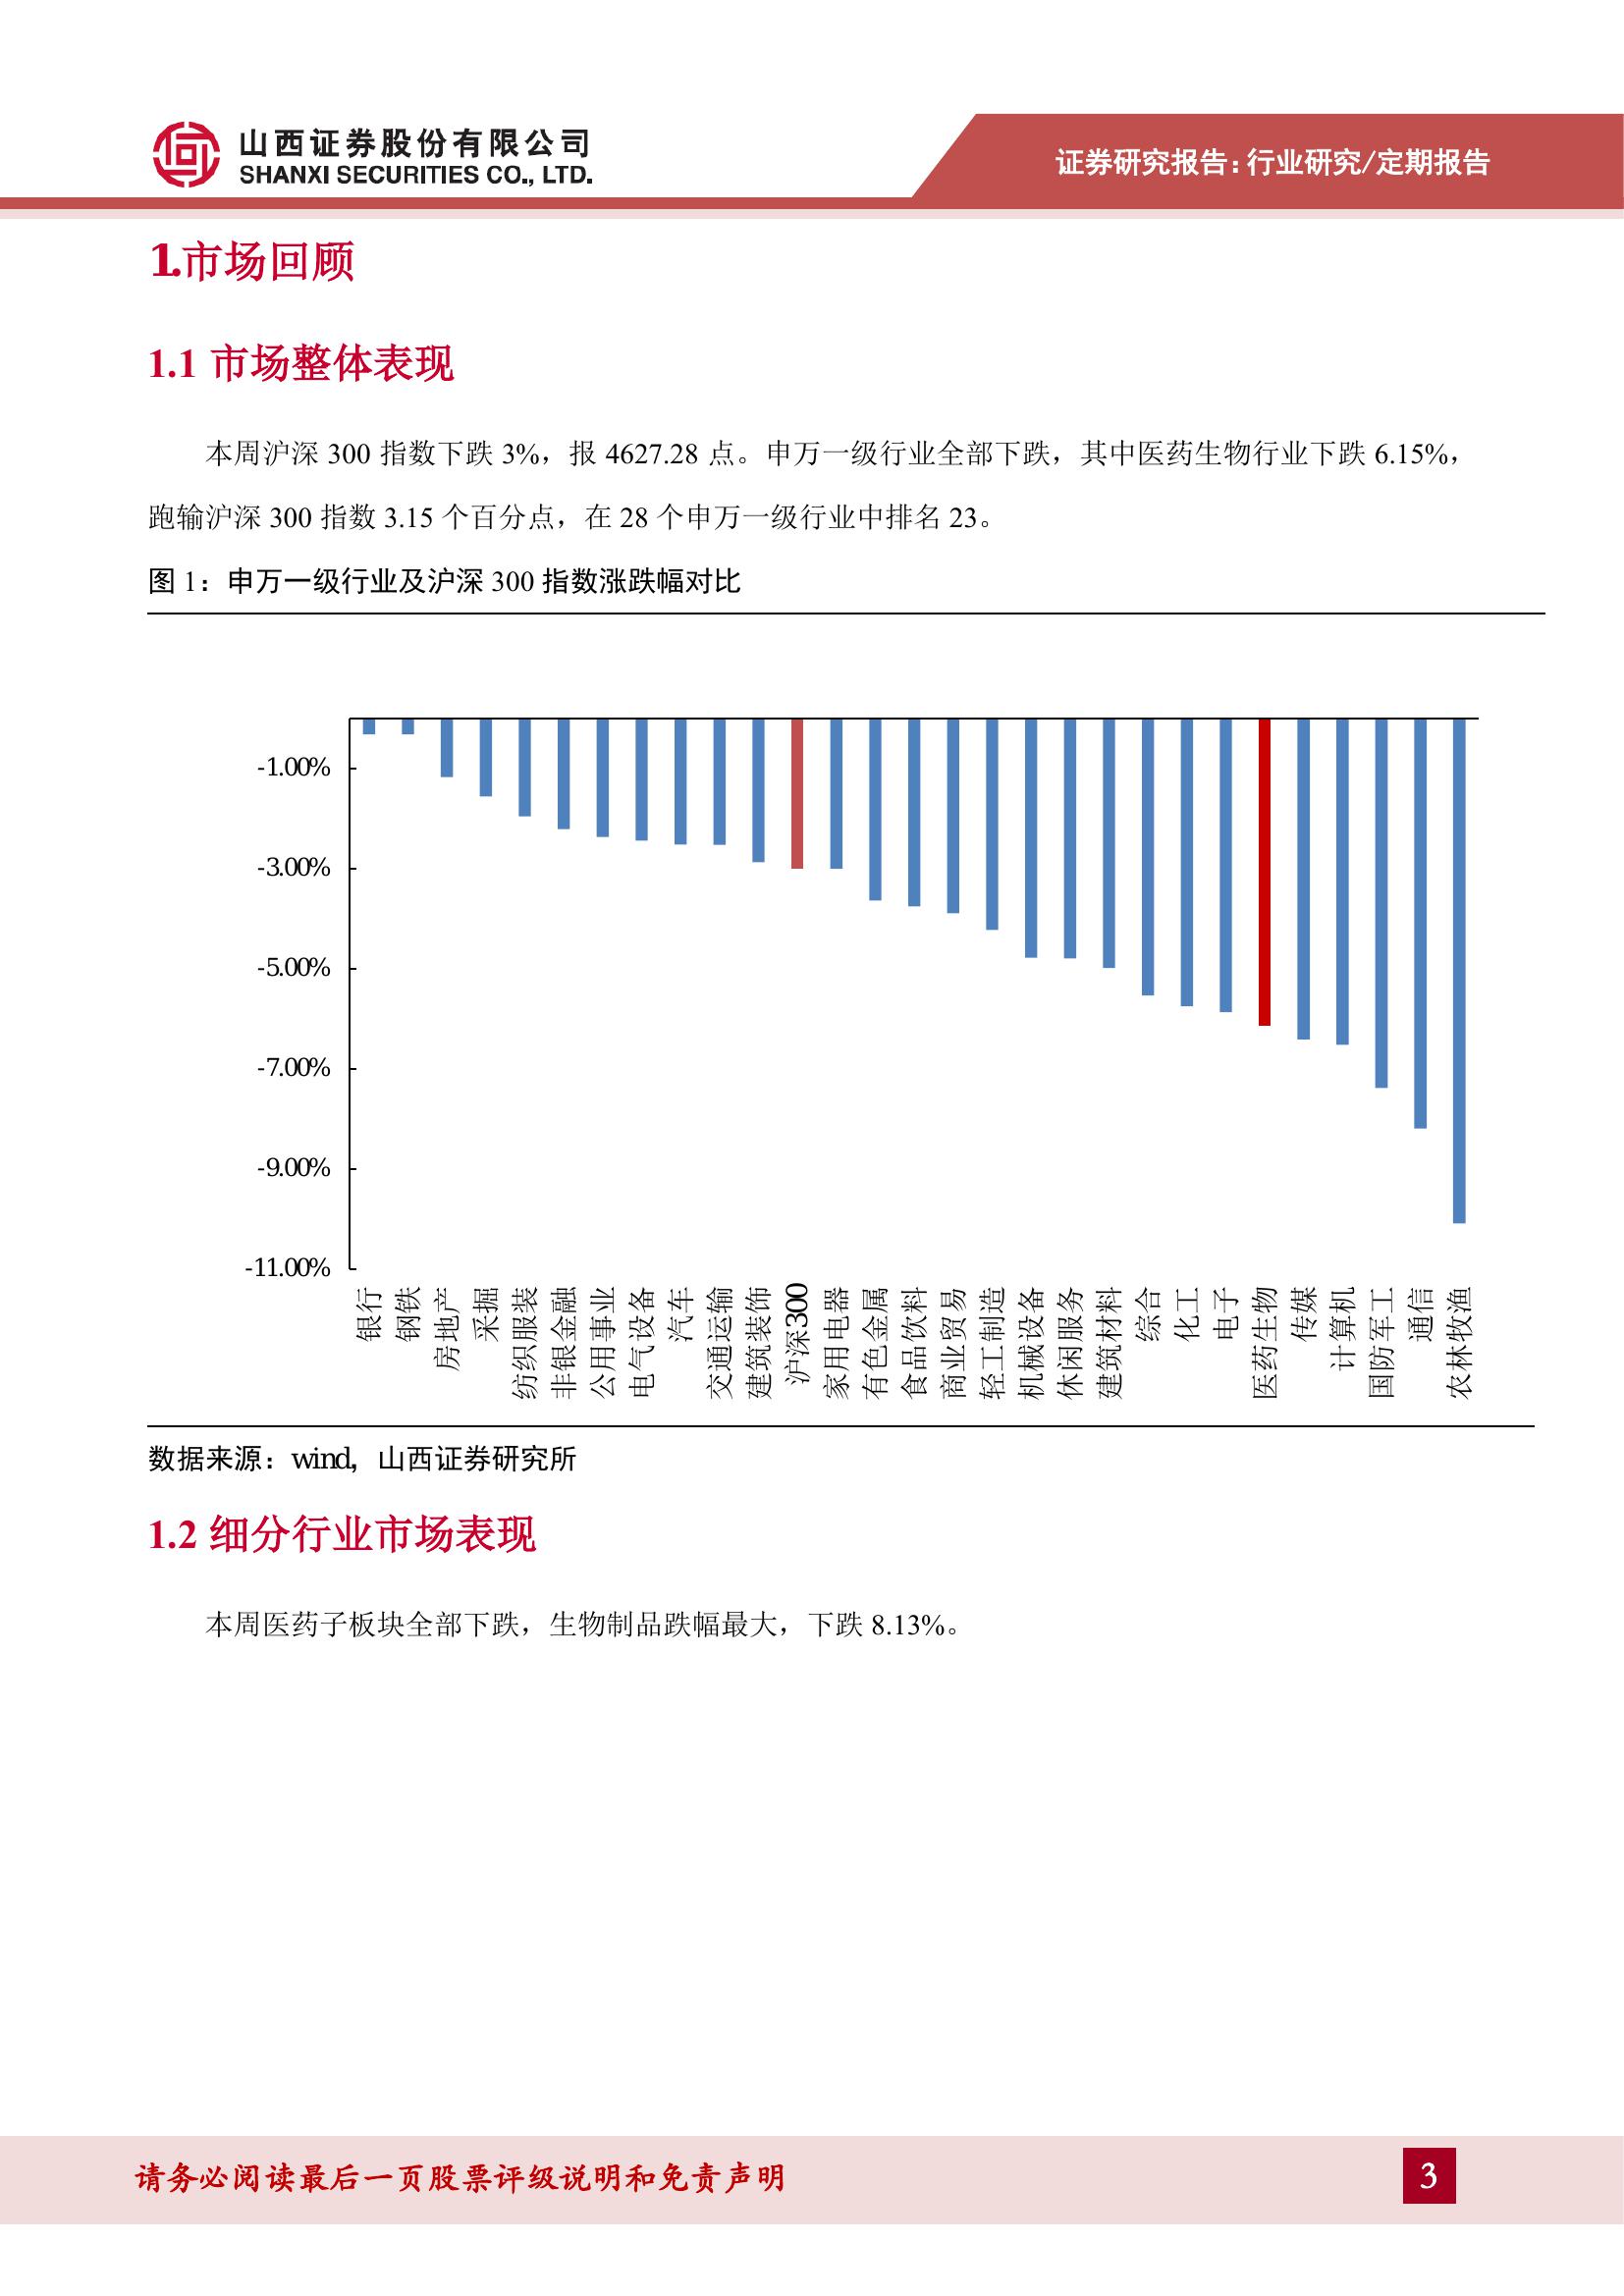 山西证券股份有限公司
SHANXI SECURITIES CO., LTD.
证券研究报告：行业研究/定期报告
1.市场回顾
1.1 市场整体表现
本周沪深 300 指数下跌 3%，报 4627.28 点。申万一级行业全部下跌，其中医药生物行业下跌 6.15%，
跑输沪深 300 指数 3.15 个百分点，在 28 个申万一级行业中排名 23。
图 1：申万一级行业及沪深 300 指数涨跌幅对比
-1.00%
-3.00%
-5.00%
-7.00%
-9.00%
-11.00%
银行
钢铁
房地产
采掘
纺织服装
非银金融
公用事业
电气设备
汽车
交通运输
建筑装饰
沪深300
家用电器
有色金属
食品饮料
商业贸易
轻工制造
机械设备
休闲服务
建筑材料
综合
化工
电子
医药生物
传媒
计算机
国防军工
通信
农林牧渔
数据来源：wind，山西证券研究所
1.2 细分行业市场表现
本周医药子板块全部下跌，生物制品跌幅最大，下跌 8.13%。
请务必阅读最后一页股票评级说明和免责声明
3